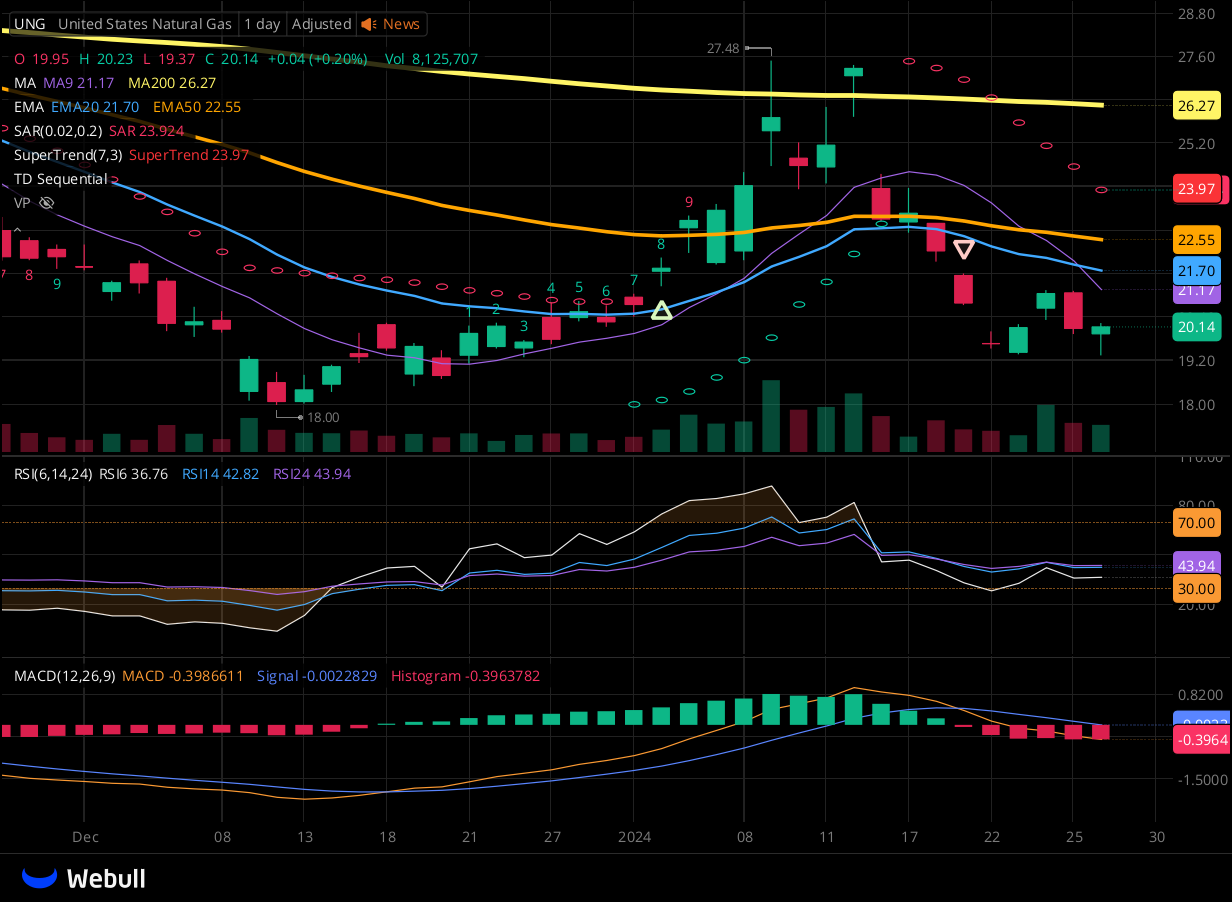 UNG United States Natural Gas 1 day Adjusted News
O 19.95 H 20.23 L 19.37 C 20.14 +0.04 (+0.20%) Vol 8,125,707
MA MA9 21.17 MA200 26.27
EMA EMA20 21.70 EMA50 22.55
SAR(0.02,0.2) SAR 23.924
SuperTrend(7,3) SuperTrend 23.97
TD Sequential
VP
28.80
27.48
27.60
26.27
25.20
23.97
22.55
21.70
21.17
20.14
19.20
18.00
18.00
9
8
7 8 9
7
4 5 6
1 2
3
RSI(6,14,24) RSI6 36.76 RSI14 42.82 RSI24 43.94
110.00
80.00
70.00
43.94
30.00
20.00
MACD(12,26,9) MACD -0.3986611 Signal -0.0022829 Histogram -0.3963782
0.8200
-0.0023
-0.3964
-1.5000
Dec 08 13 18 21 27 2024 08 11 17 22 25 30
Webull